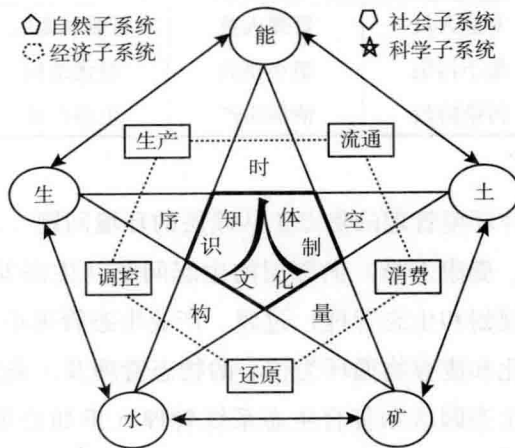 自然子系统 社会子系统
经济子系统 科学子系统
能
生产 流通
时
生 土
序 知 体 空
识 制
调控 文 化 消费
构 量
还原
水 矿